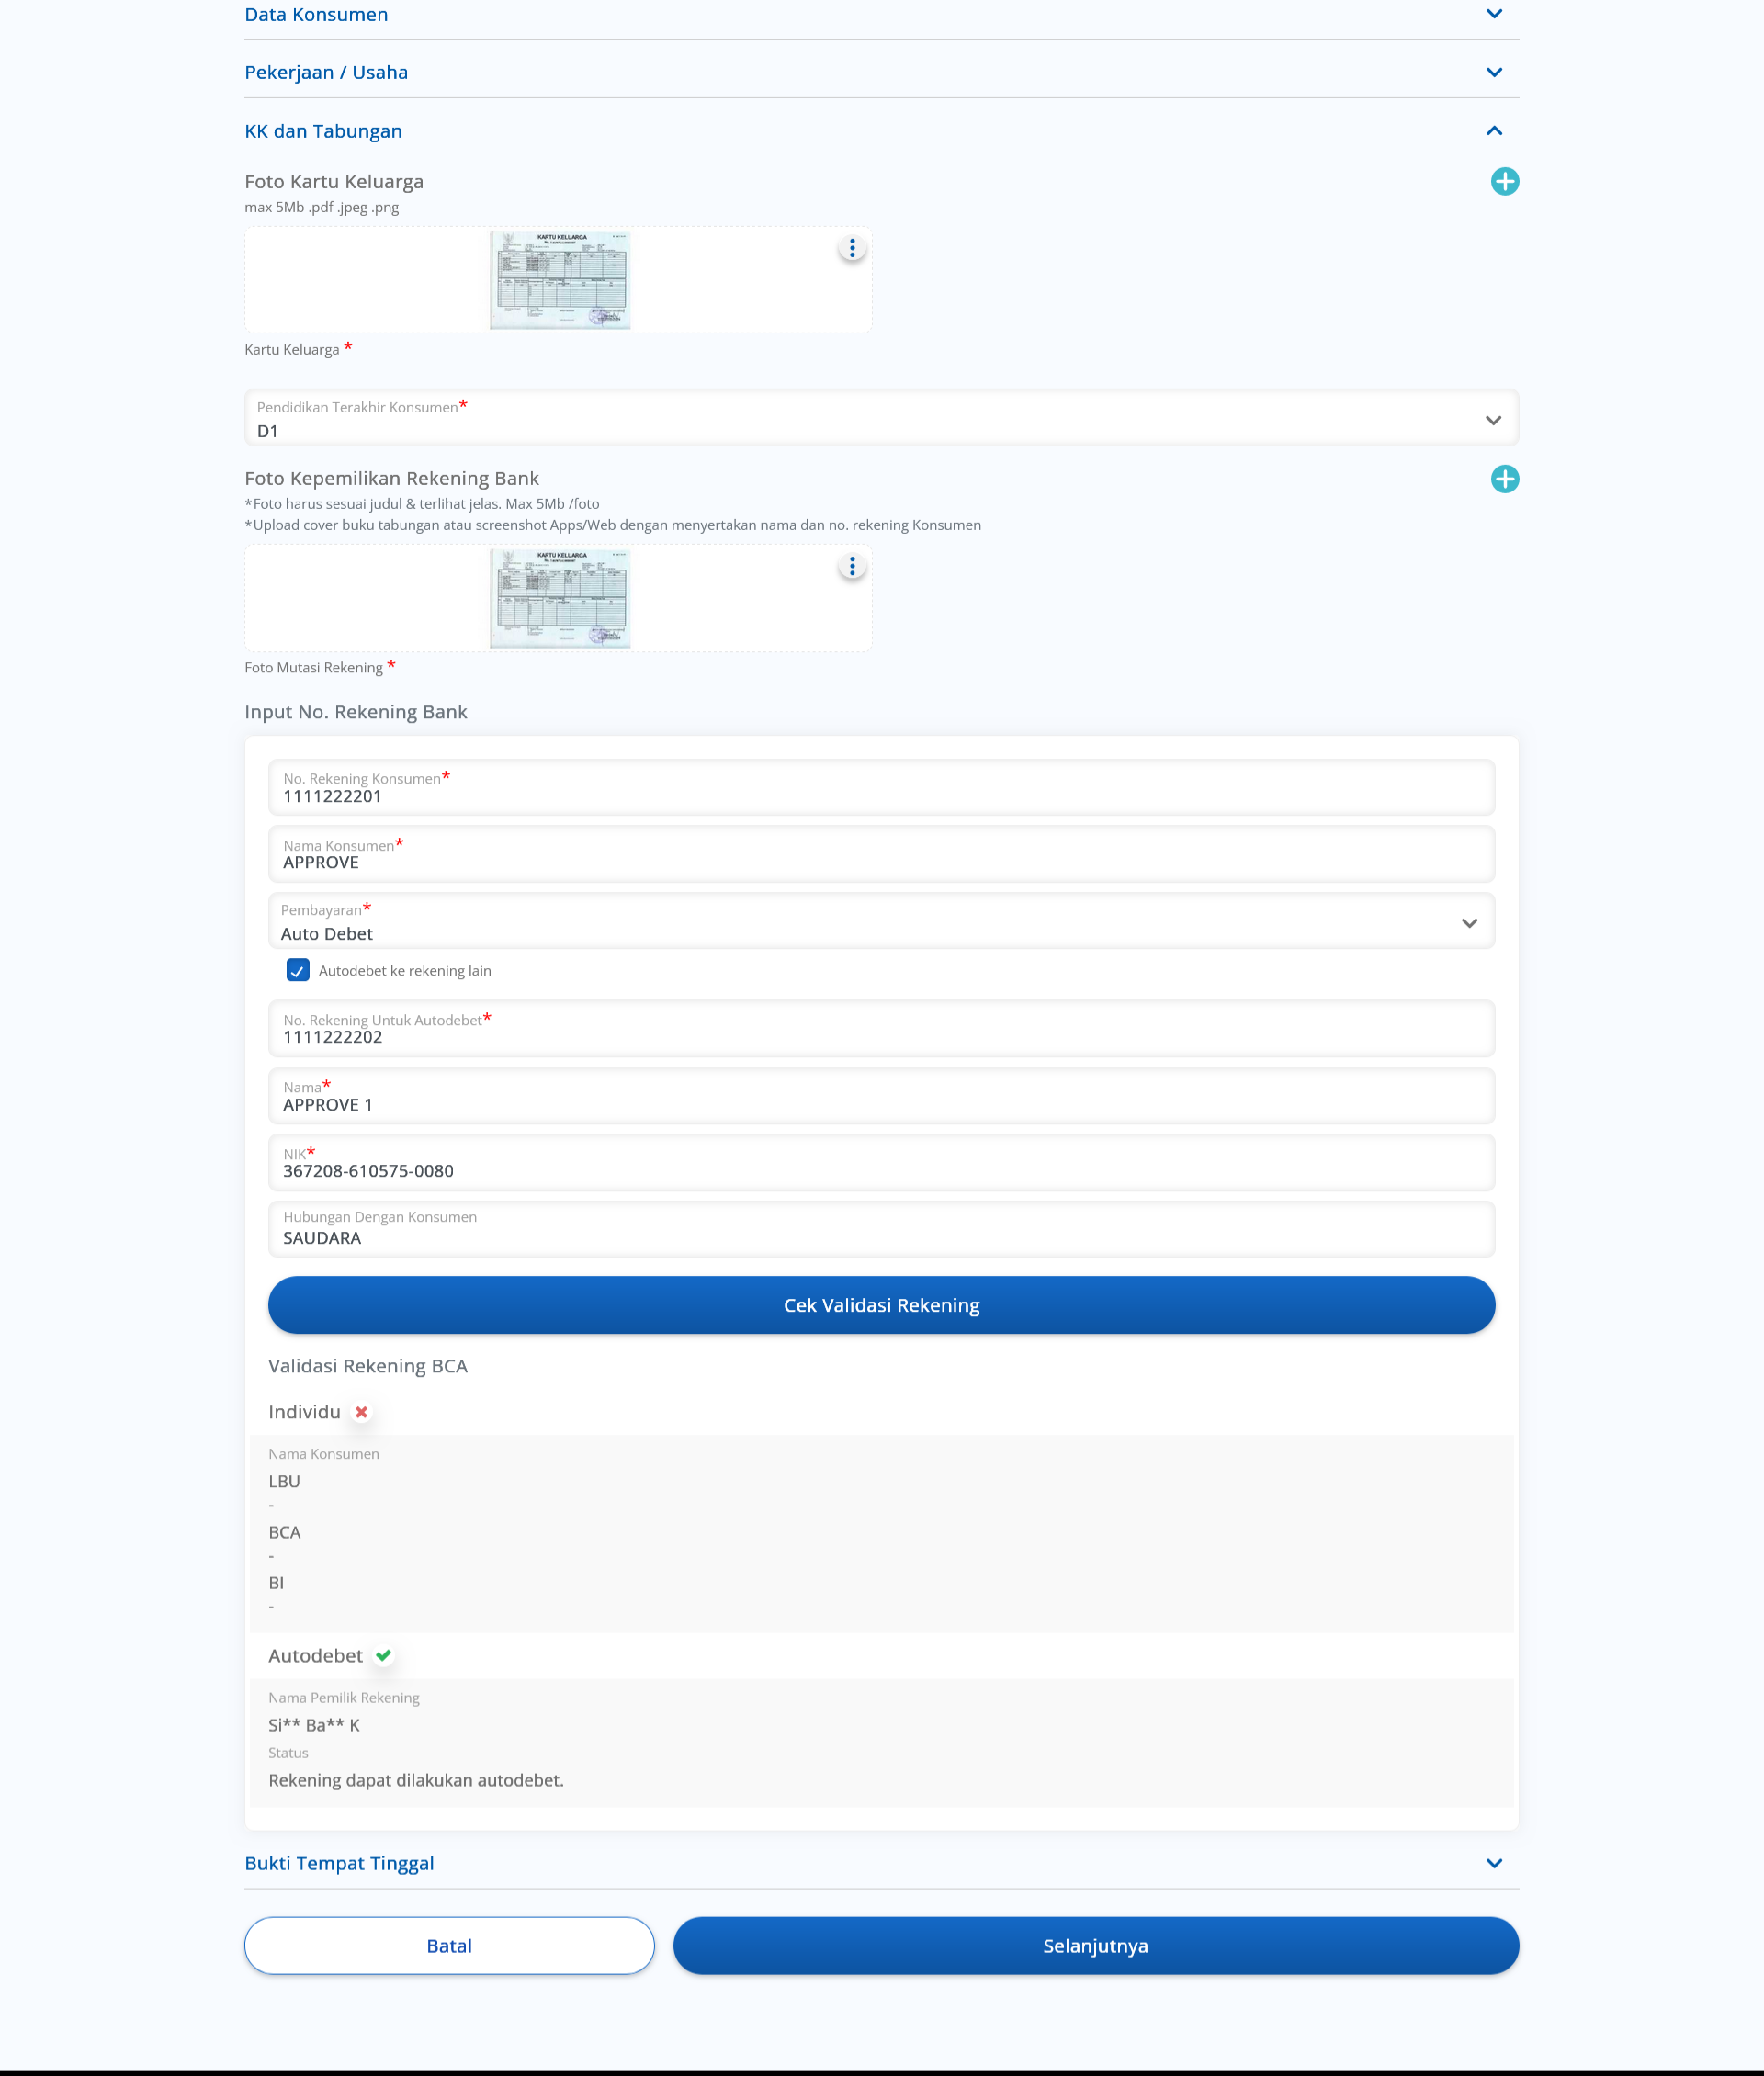 Data Konsumen
Pekerjaan / Usaha
KK dan Tabungan
Foto Kartu Keluarga
max 5Mb .pdf .jpeg .png
KARTU KELUARGA
Kartu Keluarga *
Pendidikan Terakhir Konsumen*
D1
Foto Kepemilikan Rekening Bank
*Foto harus sesuai judul & terlihat jelas. Max 5Mb /foto
*Upload cover buku tabungan atau screenshot Apps/Web dengan menyertakan nama dan no. rekening Konsumen
KARTU KELUARGA
Foto Mutasi Rekening *
Input No. Rekening Bank
No. Rekening Konsumen*
1111222201
Nama Konsumen*
APPROVE
Pembayaran*
Auto Debet
Autodebet ke rekening lain
No. Rekening Untuk Autodebet*
1111222202
Nama*
APPROVE 1
NIK*
367208-610575-0080
Hubungan Dengan Konsumen
SAUDARA
Cek Validasi Rekening
Validasi Rekening BCA
Individu
Nama Konsumen
LBU
-
BCA
-
BI
-
Autodebet
Nama Pemilik Rekening
Si** Ba** K
Status
Rekening dapat dilakukan autodebet.
Bukti Tempat Tinggal
Batal
Selanjutnya